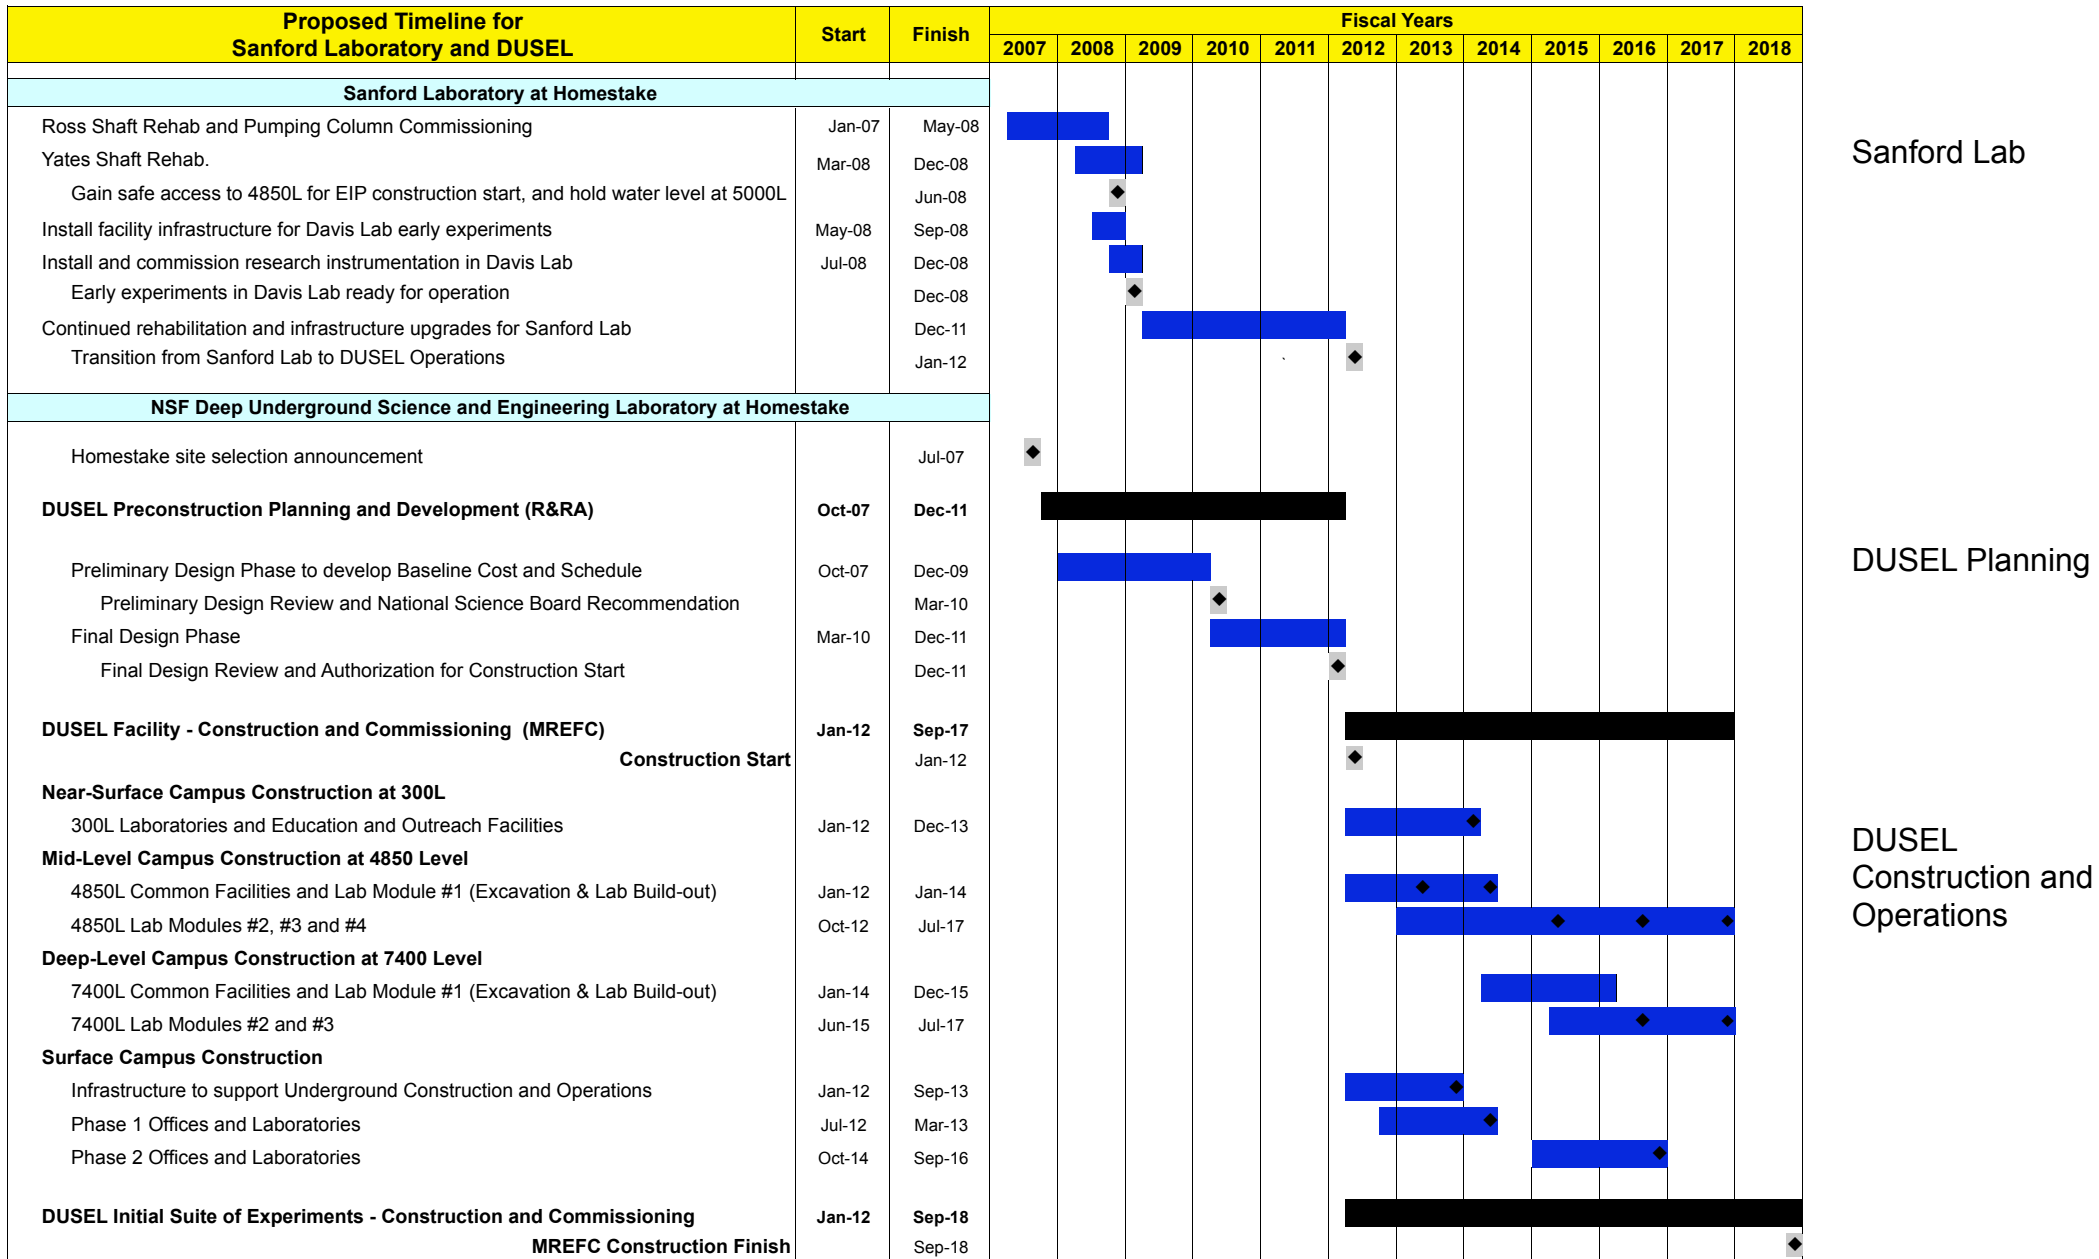 Proposed Timeline for
Sanford Laboratory and DUSEL
Start
Finish
Fiscal Years
2007 2008 2009 2010 2011 2012 2013 2014 2015 2016 2017 2018
Sanford Laboratory at Homestake
Ross Shaft Rehab and Pumping Column Commissioning Jan-07 May-08
Yates Shaft Rehab. Mar-08 Dec-08
Gain safe access to 4850L for EIP construction start, and hold water level at 5000L Jun-08
Install facility infrastructure for Davis Lab early experiments May-08 Sep-08
Install and commission research instrumentation in Davis Lab Jul-08 Dec-08
Early experiments in Davis Lab ready for operation Dec-08
Continued rehabilitation and infrastructure upgrades for Sanford Lab Dec-11
Transition from Sanford Lab to DUSEL Operations Jan-12
Sanford Lab
NSF Deep Underground Science and Engineering Laboratory at Homestake
Homestake site selection announcement Jul-07
DUSEL Preconstruction Planning and Development (R&RA) Oct-07 Dec-11
Preliminary Design Phase to develop Baseline Cost and Schedule Oct-07 Dec-09
Preliminary Design Review and National Science Board Recommendation Mar-10
Final Design Phase Mar-10 Dec-11
Final Design Review and Authorization for Construction Start Dec-11
DUSEL Planning
DUSEL Facility - Construction and Commissioning (MREFC) Jan-12 Sep-17
Construction Start Jan-12
Near-Surface Campus Construction at 300L
300L Laboratories and Education and Outreach Facilities Jan-12 Dec-13
Mid-Level Campus Construction at 4850 Level
4850L Common Facilities and Lab Module #1 (Excavation & Lab Build-out) Jan-12 Jan-14
4850L Lab Modules #2, #3 and #4 Oct-12 Jul-17
Deep-Level Campus Construction at 7400 Level
7400L Common Facilities and Lab Module #1 (Excavation & Lab Build-out) Jan-14 Dec-15
7400L Lab Modules #2 and #3 Jun-15 Jul-17
Surface Campus Construction
Infrastructure to support Underground Construction and Operations Jan-12 Sep-13
Phase 1 Offices and Laboratories Jul-12 Mar-13
Phase 2 Offices and Laboratories Oct-14 Sep-16
DUSEL Initial Suite of Experiments - Construction and Commissioning Jan-12 Sep-18
MREFC Construction Finish Sep-18
DUSEL
Construction and
Operations